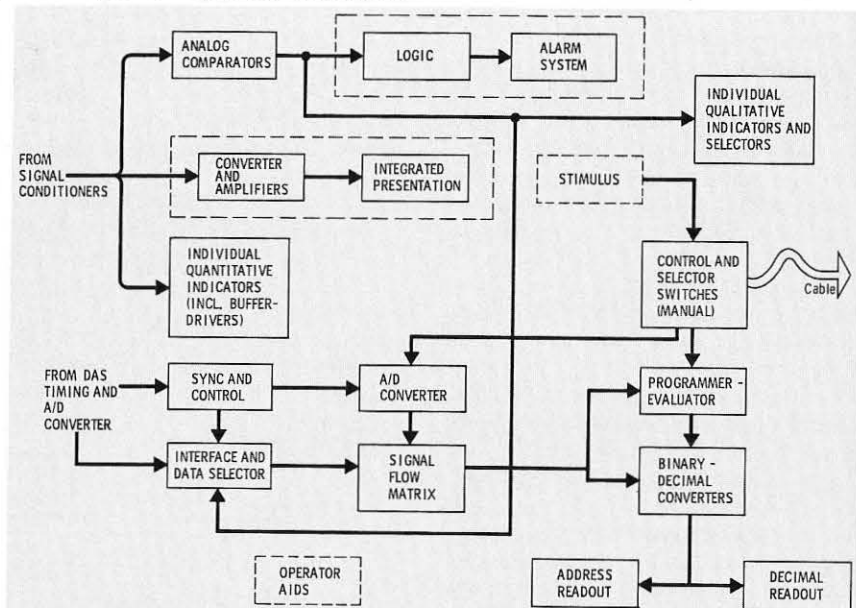 ANALOG
COMPARATORS
LOGIC
ALARM
SYSTEM
INDIVIDUAL
QUALITATIVE
INDICATORS AND
SELECTORS
FROM
SIGNAL
CONDITIONERS
CONVERTER
AND
AMPLIFIERS
INTEGRATED
PRESENTATION
STIMULUS
INDIVIDUAL
QUANTITATIVE
INDICATORS
(INCL, BUFFER-
DRIVERS)
CONTROL AND
SELECTOR
SWITCHES
(MANUAL)
Cable
FROM DAS
TIMING AND
A/D
CONVERTER
SYNC AND
CONTROL
A/D
CONVERTER
PROGRAMMER -
EVALUATOR
INTERFACE AND
DATA SELECTOR
SIGNAL
FLOW
MATRIX
BINARY -
DECIMAL
CONVERTERS
OPERATOR
AIDS
ADDRESS
READOUT
DECIMAL
READOUT